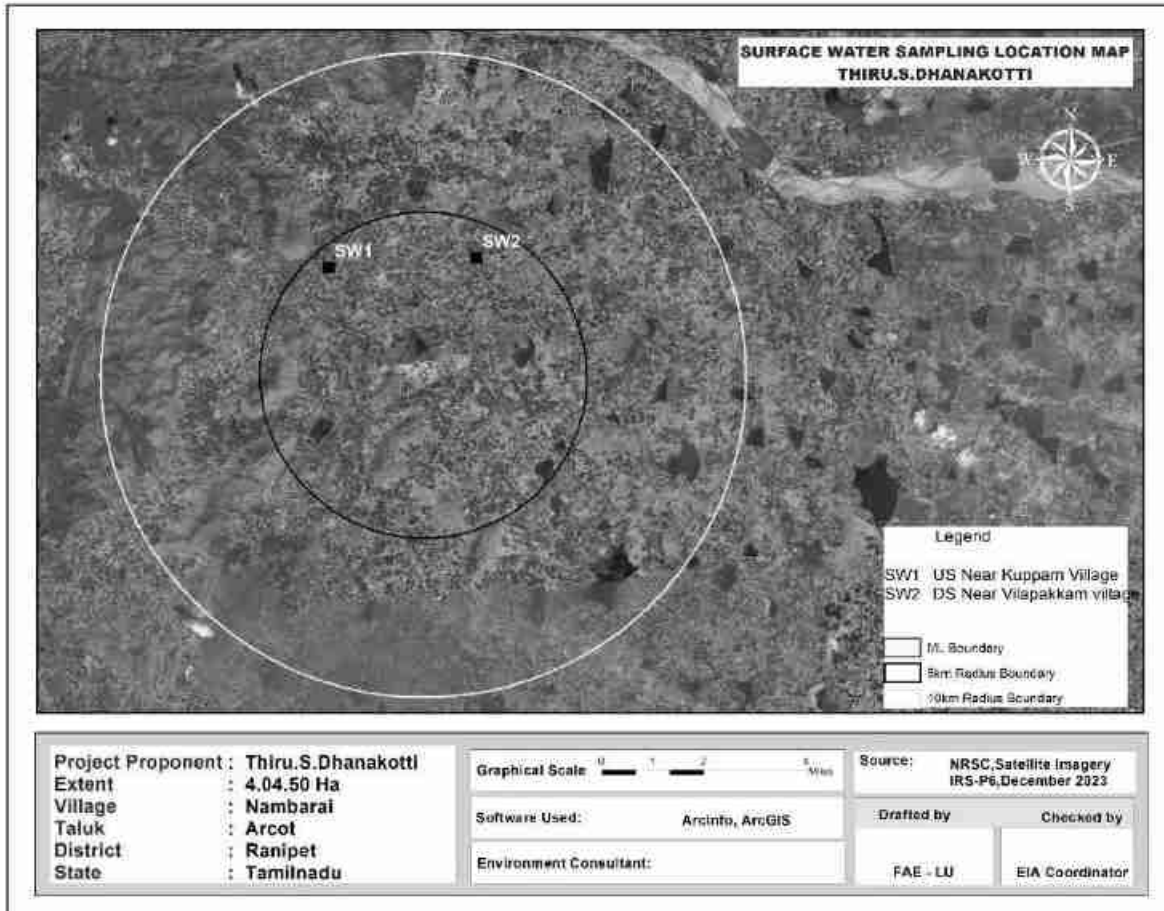 SURFACE WATER SAMPLING LOCATION MAP
THIRU.S.DHANAKOTTI
N
W E
S
SW1
SW2
Legend
SW1 US Near Kuppam Village
SW2 DS Near Vilapakkam village
ML Boundary
5km Radius Boundary
10km Radius Boundary
Project Proponent : Thiru.S.Dhanakotti
Extent : 4.04.50 Ha
Village : Nambarai
Taluk : Arcot
District : Ranipet
State : Tamilnadu
Graphical Scale 0 1 2 Miles
Software Used: Arcinfo, ArcGIS
Environment Consultant:
Source: NRSC,Satellite Imagery
IRS-P6,December 2023
Drafted by Checked by
FAE - LU EIA Coordinator